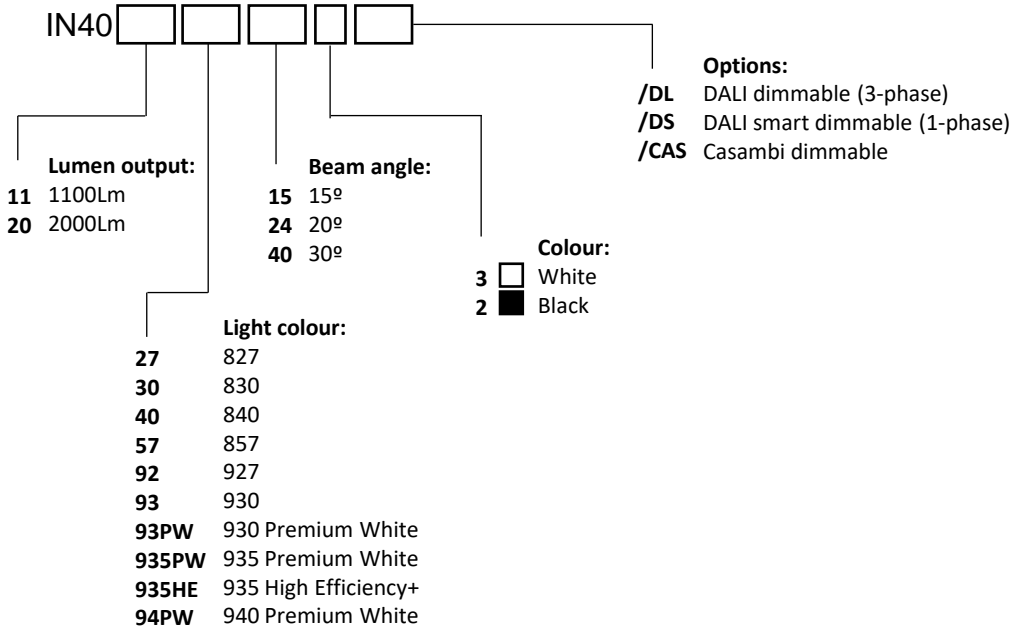 IN40
Options:
/DL DALI dimmable (3-phase)
/DS DALI smart dimmable (1-phase)
/CAS Casambi dimmable
Lumen output:
11 1100Lm
20 2000Lm
Beam angle:
15 15º
24 20º
40 30º
Colour:
3 White
2 Black
Light colour:
27 827
30 830
40 840
57 857
92 927
93 930
93PW 930 Premium White
935PW 935 Premium White
935HE 935 High Efficiency+
94PW 940 Premium White